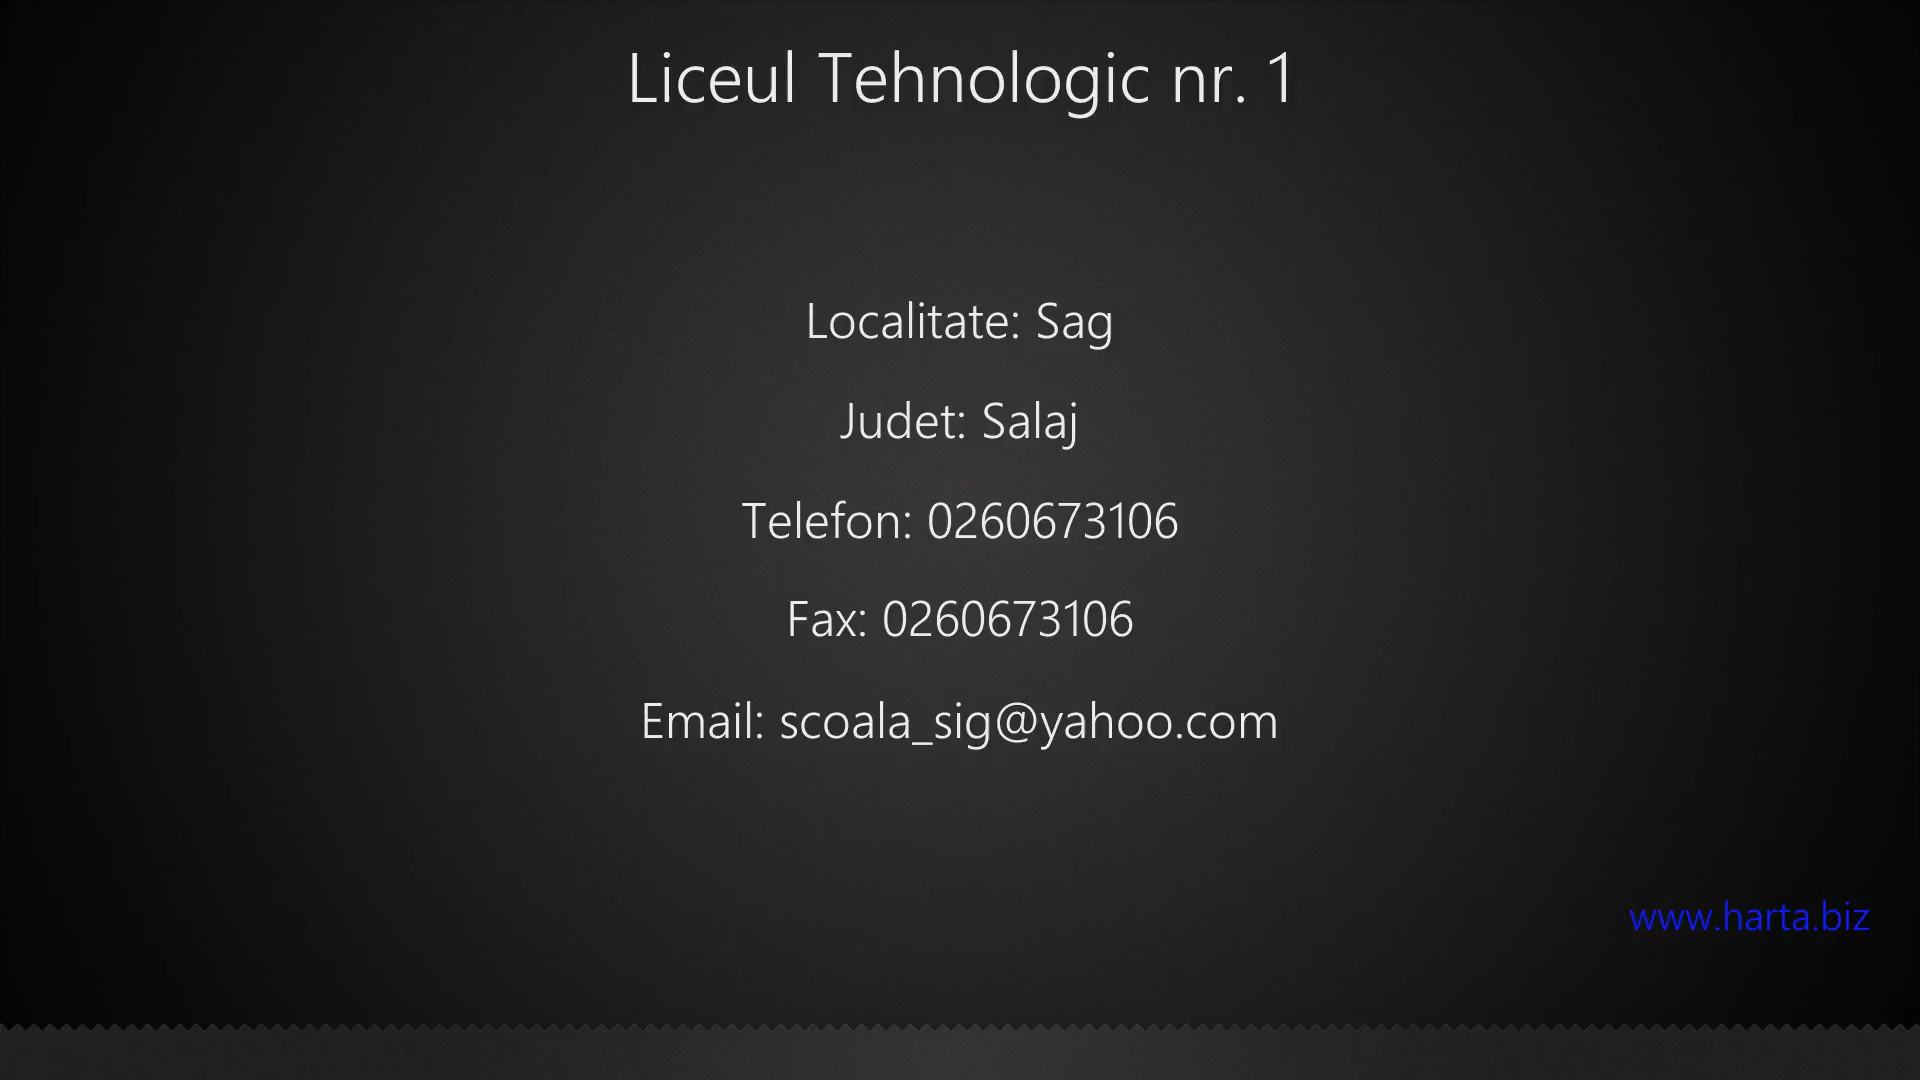 Liceul Tehnologic nr. 1
Localitate: Sag
Judet: Salaj
Telefon: 0260673106
Fax: 0260673106
Email: scoala_sig@yahoo.com
www.harta.biz